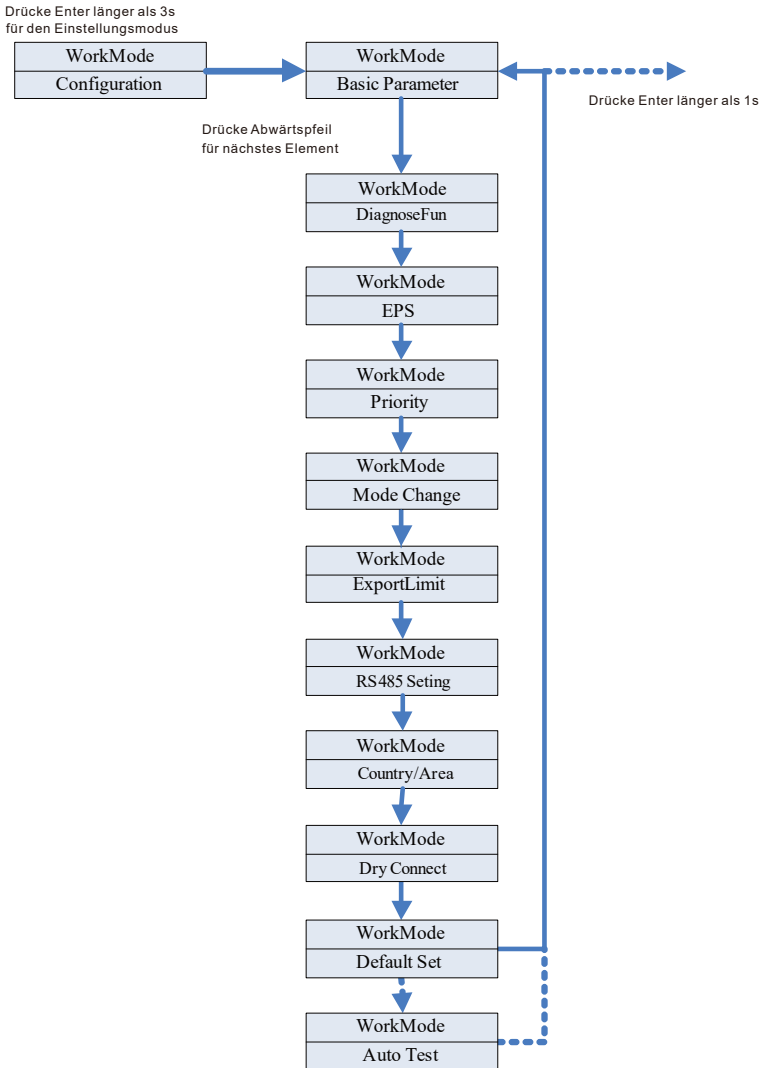 Drücke Enter länger als 3s
für den Einstellungsmodus
WorkMode
Configuration
WorkMode
Basic Parameter
Drücke Enter länger als 1s
Drücke Abwärtspfeil
für nächstes Element
WorkMode
DiagnoseFun
WorkMode
EPS
WorkMode
Priority
WorkMode
Mode Change
WorkMode
ExportLimit
WorkMode
RS485 Seting
WorkMode
Country/Area
WorkMode
Dry Connect
WorkMode
Default Set
WorkMode
Auto Test